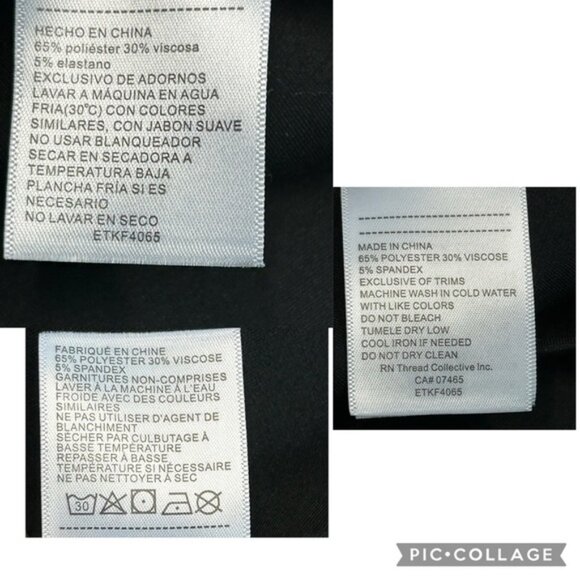 HECHO EN CHINA
65% poliéster 30% viscosa
5% elastano
EXCLUSIVO DE ADORNOS
LAVAR A MÁQUINA EN AGUA
FRIA(30℃) CON COLORES
SIMILARES, CON JABON SUAVE
NO USAR BLANQUEADOR
SECAR EN SECADORA A
TEMPERATURA BAJA
PLANCHA FRÍA SI ES
NECESARIO
NO LAVAR EN SECO
ETKF4065
MADE IN CHINA
65% POLYESTER 30% VISCOSE
5% SPANDEX
EXCLUSIVE OF TRIMS
MACHINE WASH IN COLD WATER
WITH LIKE COLORS
DO NOT BLEACH
TUMELE DRY LOW
COOL IRON IF NEEDED
DO NOT DRY CLEAN
RN Thread Collective Inc.
CA# 07465
ETKF4065
FABRIQUÉ EN CHINE
65% POLYESTER 30% VISCOSE
5% SPANDEX
GARNITURES NON-COMPRISES
LAVER À LA MACHINE À L'EAU
FROIDE AVEC DES COULEURS
SIMILAIRES
NE PAS UTILISER D'AGENT DE
BLANCHIMENT
SÉCHER PAR CULBUTAGE À
BASSE TEMPÉRATURE
REPASSER À BASSE
TEMPÉRATURE SI NÉCESSAIRE
NE PAS NETTOYER À SEC
30
PIC•COLLAGE